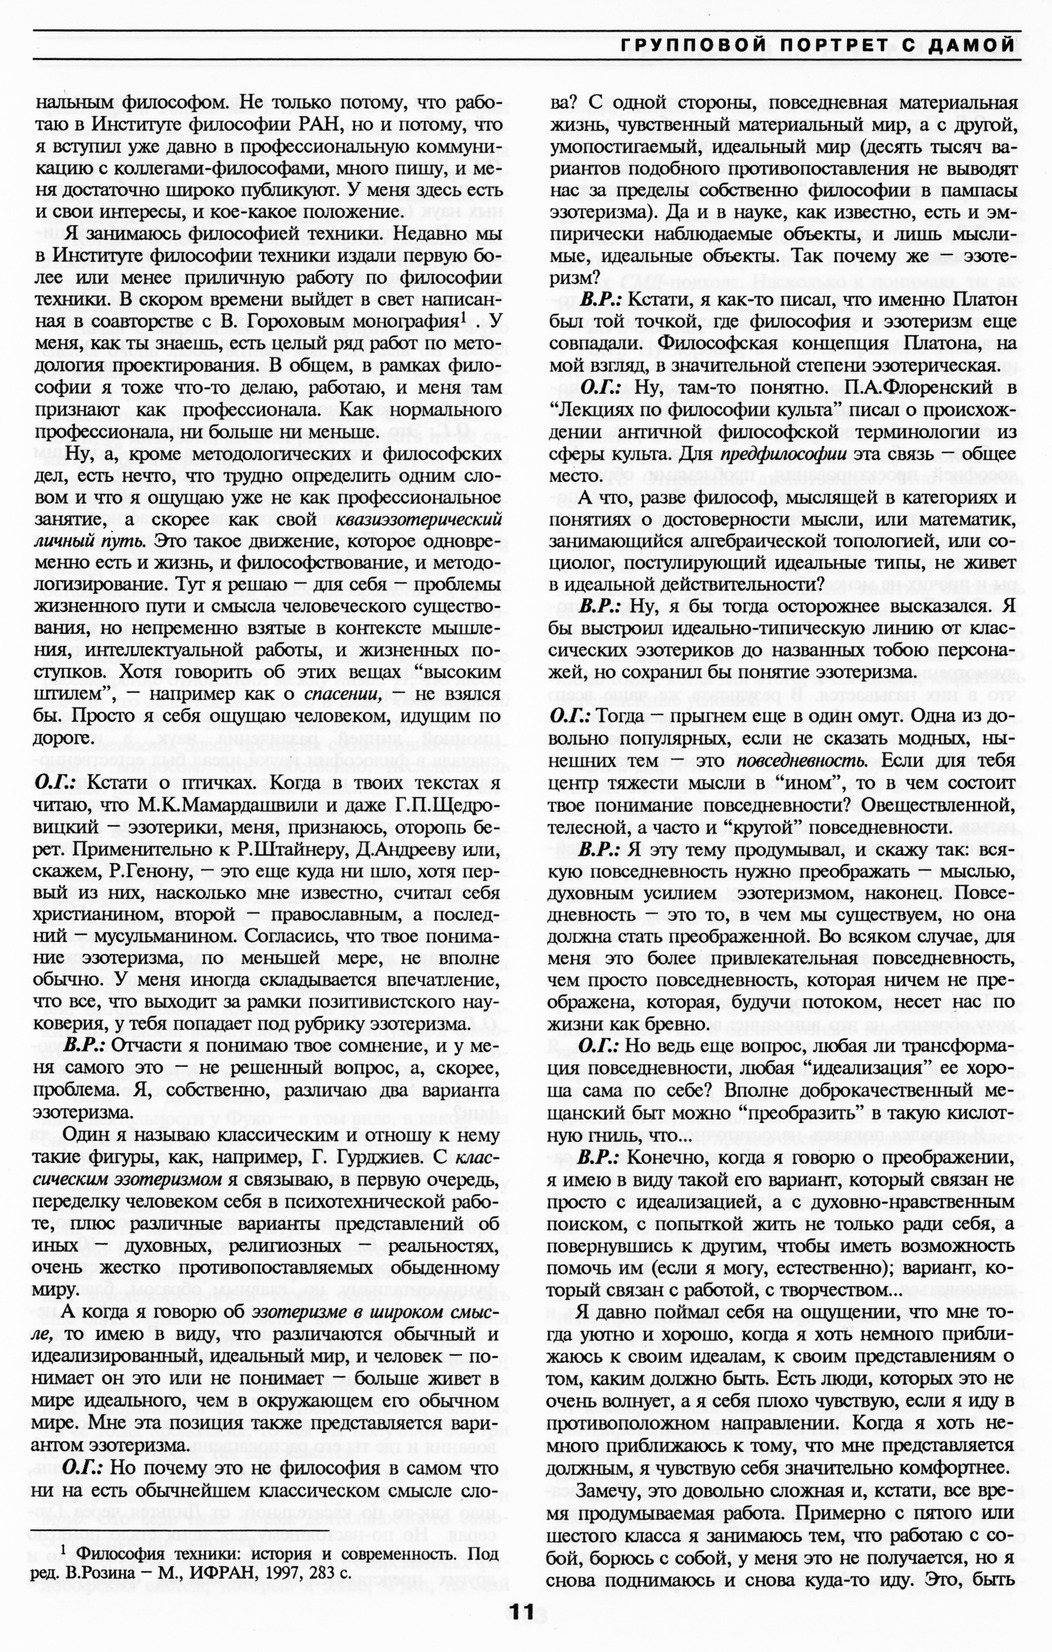 ГРУППОВОЙ ПОРТРЕТ С ДАМОЙ
нальным философом. Не только потому, что рабо-
таю в Институте философии РАН, но и потому, что
я вступил уже давно в профессиональную коммуни-
кацию с коллегами-философами, много пишу, и ме-
ня достаточно широко публикуют. У меня здесь есть
и свои интересы, и кое-какое положение.
Я занимаюсь философией техники. Недавно мы
в Институте философии техники издали первую бо-
лее или менее приличную работу по философии
техники. В скором времени выйдет в свет написан-
ная в соавторстве с В. Гороховым монография¹ . У
меня, как ты знаешь, есть целый ряд работ по мето-
дология проектирования. В общем, в рамках фило-
софии я тоже что-то делаю, работаю, и меня там
признают как профессионала. Как нормального
профессионала, ни больше ни меньше.
Ну, а, кроме методологических и философских
дел, есть нечто, что трудно определить одним сло-
вом и что я ощущаю уже не как профессиональное
занятие, а скорее как свой квазиэзотерический
личный путь. Это такое движение, которое одновре-
менно есть и жизнь, и философствование, и методо-
логизирование. Тут я решаю — для себя — проблемы
жизненного пути и смысла человеческого существо-
вания, но непременно взятые в контексте мышле-
ния, интеллектуальной работы, и жизненных по-
ступков. Хотя говорить об этих вещах “высоким
штилем”, — например как о спасении, — не взялся
бы. Просто я себя ощущаю человеком, идущим по
дороге.
О.Г.: Кстати о птичках. Когда в твоих текстах я
читаю, что М.К.Мамардашвили и даже Г.П.Щедро-
вицкий — эзотерики, меня, признаюсь, оторопь бе-
рет. Применительно к Р.Штайнеру, Д.Андрееву или,
скажем, Р.Генону, — это еще куда ни шло, хотя пер-
вый из них, насколько мне известно, считал себя
христианином, второй — православным, а послед-
ний — мусульманином. Согласись, что твое понима-
ние эзотеризма, по меньшей мере, не вполне
обычно. У меня иногда складывается впечатление,
что все, что выходит за рамки позитивистского нау-
коверия, у тебя попадает под рубрику эзотеризма.
В.Р.: Отчасти я понимаю твое сомнение, и у ме-
ня самого это — не решенный вопрос, а, скорее,
проблема. Я, собственно, различаю два варианта
эзотеризма.
Один я называю классическим и отношу к нему
такие фигуры, как, например, Г. Гурджиев. С клас-
сическим эзотеризмом я связываю, в первую очередь,
переделку человеком себя в психотехнической рабо-
те, плюс различные варианты представлений об
иных — духовных, религиозных — реальностях,
очень жестко противопоставляемых обыденному
миру.
А когда я говорю об эзотеризме в широком смыс-
ле, то имею в виду, что различаются обычный и
идеализированный, идеальный мир, и человек — по-
нимает он это или не понимает — больше живет в
мире идеального, чем в окружающем его обычном
мире. Мне эта позиция также представляется вари-
антом эзотеризма.
О.Г.: Но почему это не философия в самом что
ни на есть обычнейшем классическом смысле сло-
¹ Философия техники: история и современность. Под
ред. В.Розина — М., ИФРАН, 1997, 283 с.
ва? С одной стороны, повседневная материальная
жизнь, чувственный материальный мир, а с другой,
умопостигаемый, идеальный мир (десять тысяч ва-
риантов подобного противопоставления не выводят
нас за пределы собственно философии в пампасы
эзотеризма). Да и в науке, как известно, есть и эм-
пирически наблюдаемые объекты, и лишь мысли-
мые, идеальные объекты. Так почему же — эзоте-
ризм?
В.Р.: Кстати, я как-то писал, что именно Платон
был той точкой, где философия и эзотеризм еще
совпадали. Философская концепция Платона, на
мой взгляд, в значительной степени эзотерическая.
О.Г.: Ну, там-то понятно. П.А.Флоренский в
“Лекциях по философии культа” писал о происхож-
дении античной философской терминологии из
сферы культа. Для предфилософии эта связь — общее
место.
А что, разве философ, мыслящей в категориях и
понятиях о достоверности мысли, или математик,
занимающийся алгебраической топологией, или со-
циолог, постулирующий идеальные типы, не живет
в идеальной действительности?
В.Р.: Ну, я бы тогда осторожнее высказался. Я
бы выстроил идеально-типическую линию от клас-
сических эзотериков до названных тобою персона-
жей, но сохранил бы понятие эзотеризма.
О.Г.: Тогда — прыгнем еще в один омут. Одна из до-
вольно популярных, если не сказать модных, ны-
нешних тем — это повседневность. Если для тебя
центр тяжести мысли в “ином”, то в чем состоит
твое понимание повседневности? Овеществленной,
телесной, а часто и “крутой” повседневности.
В.Р.: Я эту тему продумывал, и скажу так: вся-
кую повседневность нужно преображать — мыслью,
духовным усилием эзотеризмом, наконец. Повсе-
дневность — это то, в чем мы существуем, но она
должна стать преображенной. Во всяком случае, для
меня это более привлекательная повседневность,
чем просто повседневность, которая ничем не пре-
ображена, которая, будучи потоком, несет нас по
жизни как бревно.
О.Г.: Но ведь еще вопрос, любая ли трансформа-
ция повседневности, любая “идеализация” ее хоро-
ша сама по себе? Вполне доброкачественный ме-
щанский быт можно “преобразить” в такую кислот-
ную гниль, что...
В.Р.: Конечно, когда я говорю о преображении,
я имею в виду такой его вариант, который связан не
просто с идеализацией, а с духовно-нравственным
поиском, с попыткой жить не только ради себя, а
повернувшись к другим, чтобы иметь возможность
помочь им (если я могу, естественно); вариант, ко-
торый связан с работой, с творчеством...
Я давно поймал себя на ощущении, что мне то-
гда уютно и хорошо, когда я хоть немного прибли-
жаюсь к своим идеалам, к своим представлениям о
том, каким должно быть. Есть люди, которых это не
очень волнует, а я себя плохо чувствую, если я иду в
противоположном направлении. Когда я хоть не-
много приближаюсь к тому, что мне представляется
должным, я чувствую себя значительно комфортнее.
Замечу, это довольно сложная и, кстати, все вре-
мя продумываемая работа. Примерно с пятого или
шестого класса я занимаюсь тем, что работаю с со-
бой, борюсь с собой, у меня это не получается, но я
снова поднимаюсь и снова куда-то иду. Это, быть
11